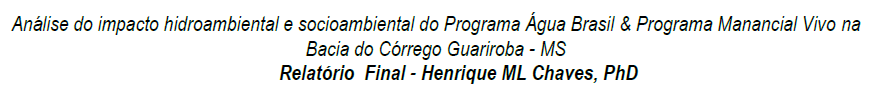 Análise do impacto hidroambiental e socioambiental do Programa Água Brasil & Programa Manancial Vivo na
Bacia do Córrego Guariroba - MS
Relatório Final - Henrique ML Chaves, PhD